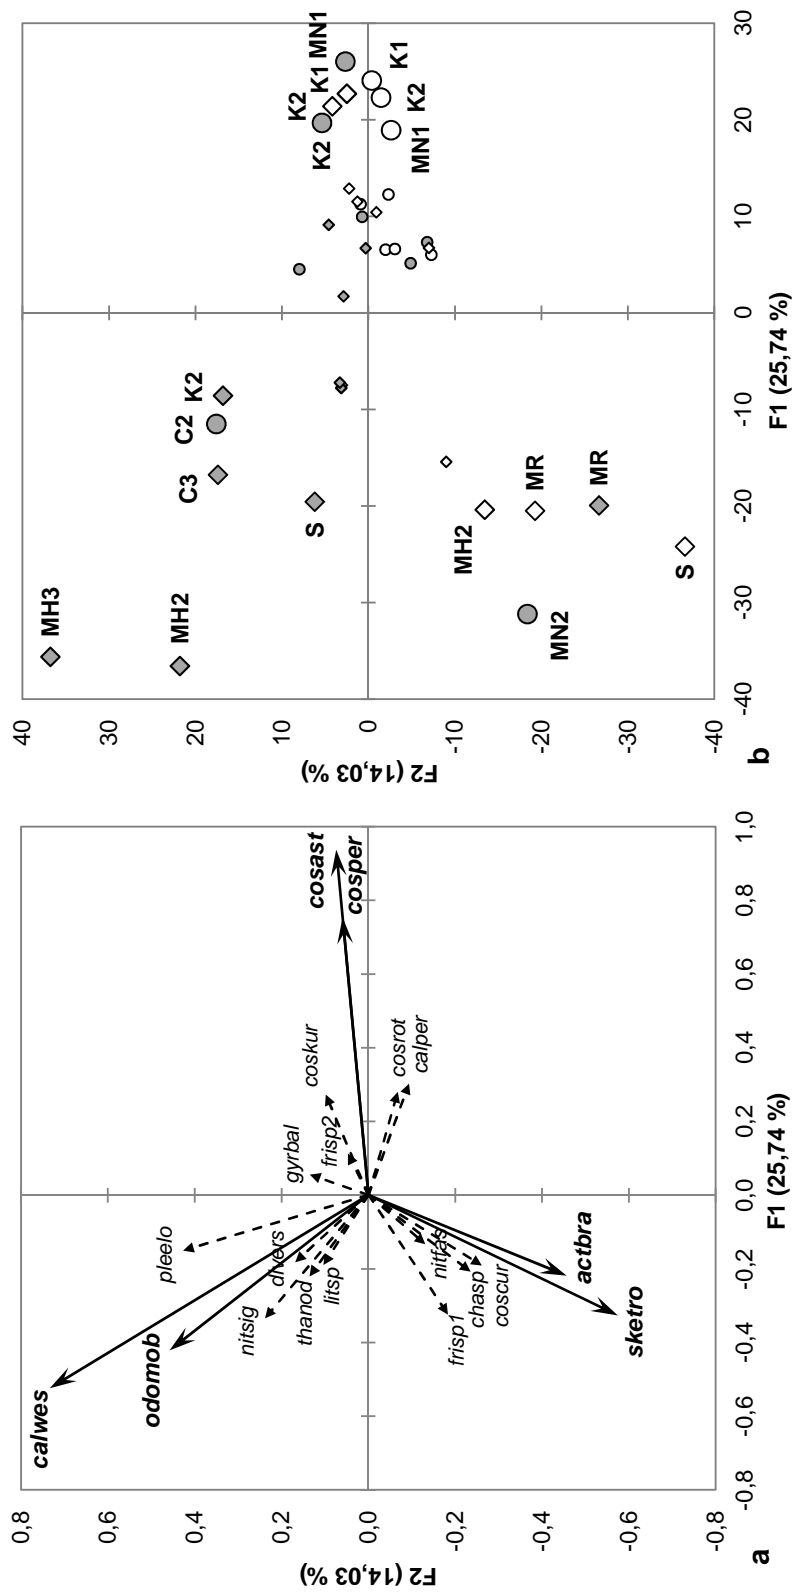 0,8
0,6
0,4
0,2
0,0
-0,2
-0,4
-0,6
-0,8
F2 (14,03 %)
calwes
odomob
pleelo
nitsig
thanod
divers
litsp
gyrbal
frisp2
coskur
cosast
cosper
cosrot
calper
nitfas
chasp
coscur
frisp1
actbra
sketro
-0,8
-0,6
-0,4
-0,2
0,0
0,2
0,4
0,6
0,8
1,0
F1 (25,74 %)
a
40
30
20
10
0
-10
-20
-30
-40
F2 (14,03 %)
MH3
MH2
C3
C2
K2
S
K2
K2
K1
MN1
K1
K2
MN1
MH2
MR
MR
MN2
S
-40
-30
-20
-10
0
10
20
30
F1 (25,74 %)
b